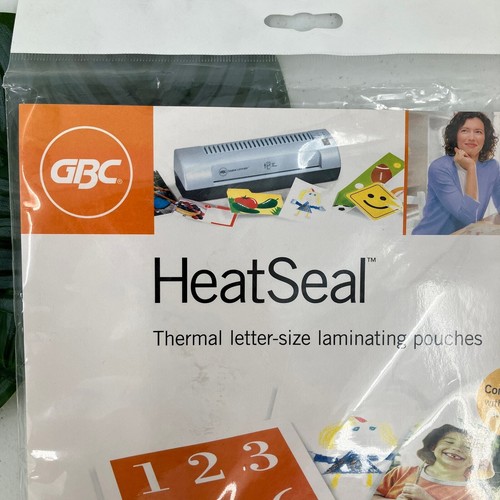 GBC®
HeatSeal™
Thermal letter-size laminating pouches
1 2 3